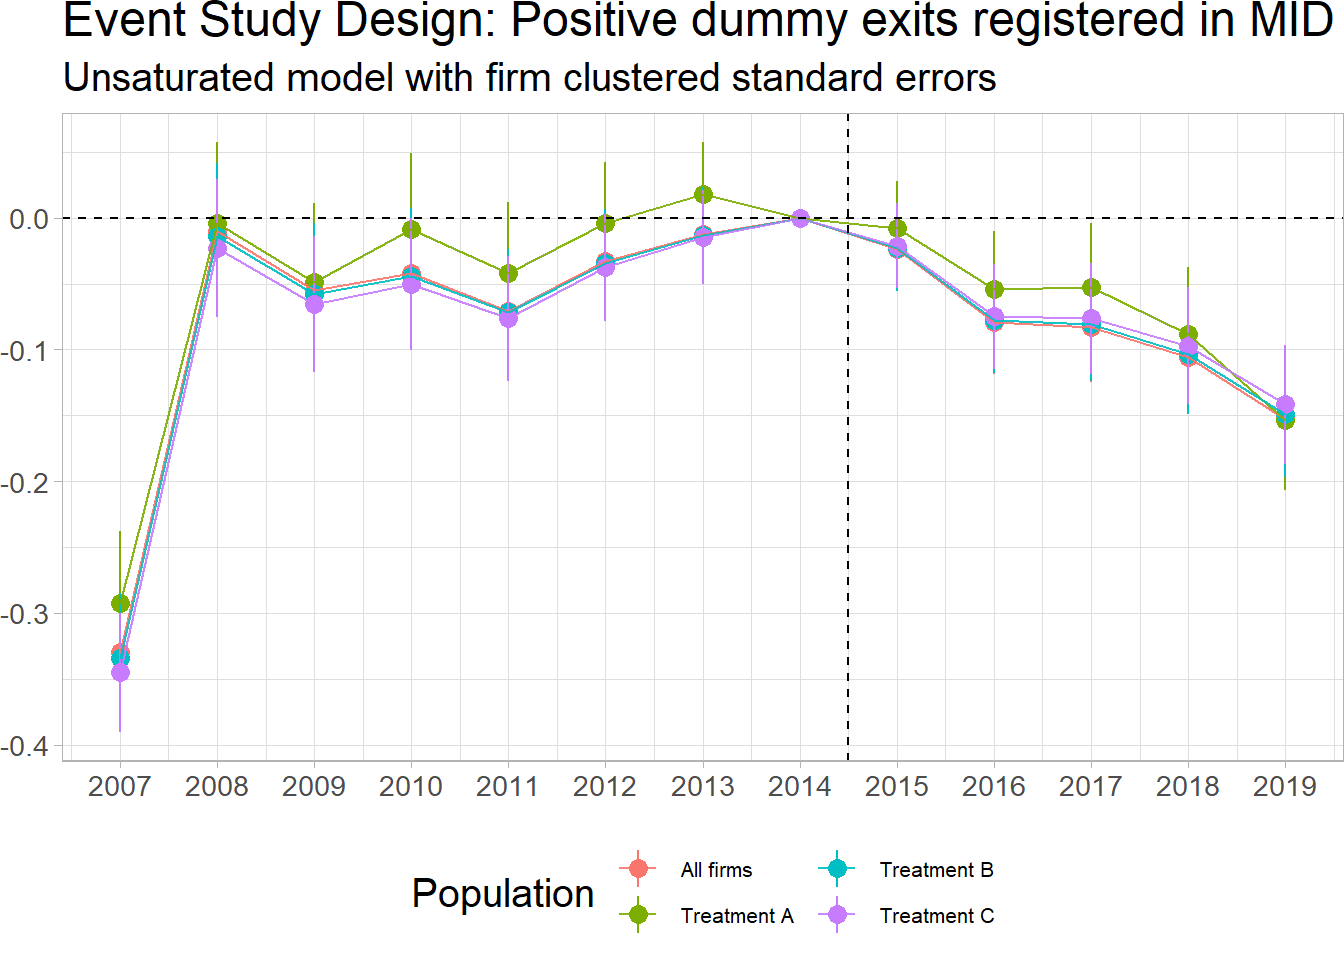 Event Study Design: Positive dummy exits registered in MID
Unsaturated model with firm clustered standard errors
0.0
-0.1
-0.2
-0.3
-0.4
2007 2008 2009 2010 2011 2012 2013 2014 2015 2016 2017 2018 2019
Population
All firms
Treatment A
Treatment B
Treatment C